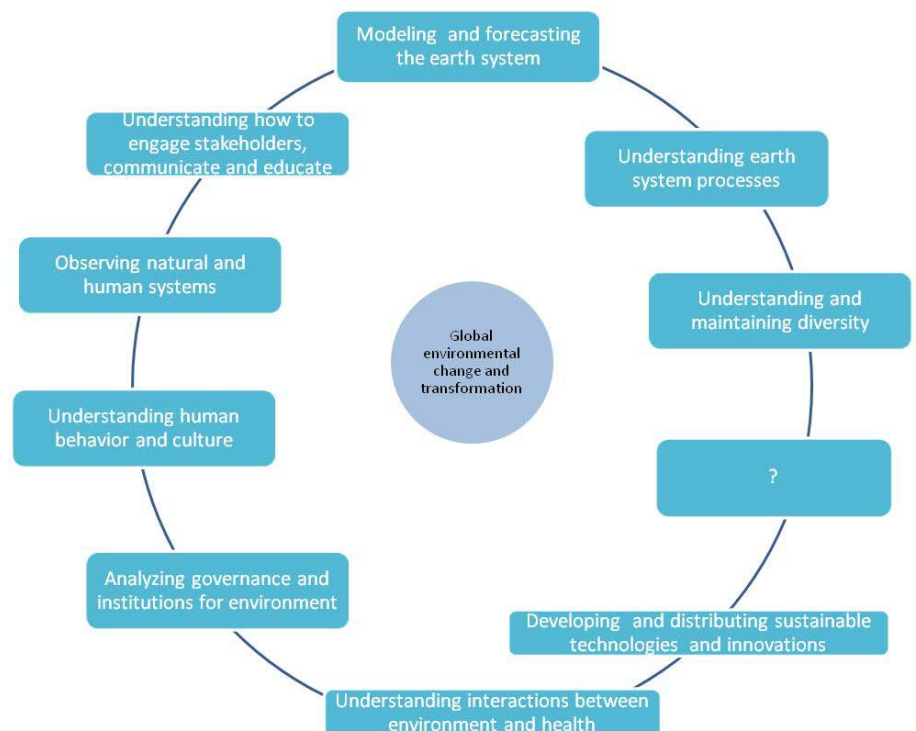 Modeling and forecasting
the earth system
Understanding earth
system processes
Understanding and
maintaining diversity
?
Developing and distributing sustainable
technologies and innovations
Understanding interactions between
environment and health
Analyzing governance and
institutions for environment
Understanding human
behavior and culture
Observing natural and
human systems
Understanding how to
engage stakeholders,
communicate and educate
Global
environmental
change and
transformation